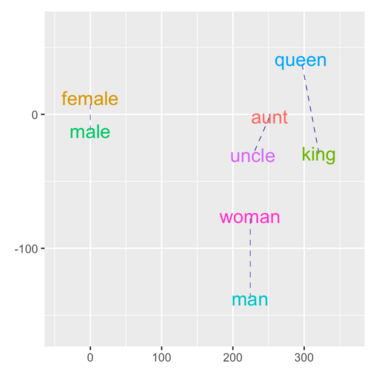 queen
female
0
aunt
male
uncle
king
woman
-100
man
0
100
200
300